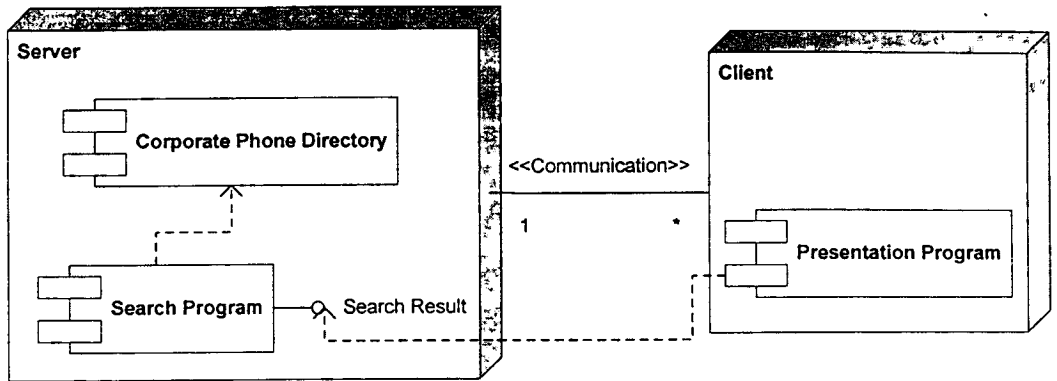 Server
Client
Corporate Phone Directory
<<Communication>>
1
*
Presentation Program
Search Program
Search Result